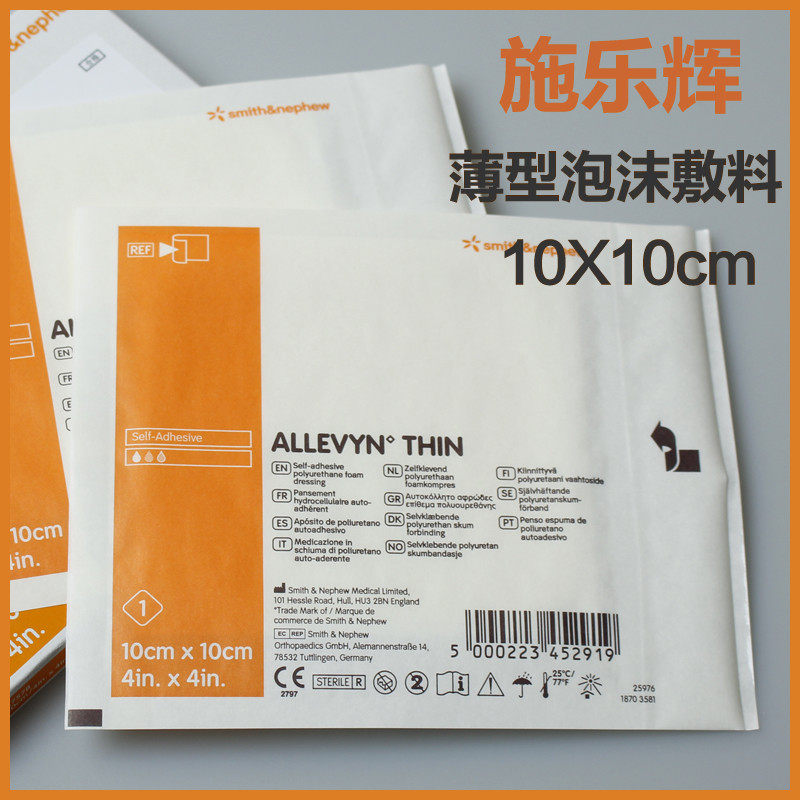 施乐辉
薄型泡沫敷料
10X10cm
smith&nephew
smith&nephew
REF
Self-Adhesive
ALLEVYN◇ THIN
EN Self-adhesive polyurethane foam dressing
FR Pansement hydrocellulaire auto-adhérent
ES Apósito de poliuretano autoadhesivo
IT Medicazione in schiuma di poliuretano auto-aderente
NL Zelfklevend polyurethaan foamkompres
GR Αυτοκόλλητο αφρώδες επίθεμα πολυουρεθάνης
DK Selvklæbende polyurethan skum forbinding
NO Selvklebende polyuretan skumbandasje
FI Kiinnittyvä polyuretaani vaahtoside
SE Självhäftande polyuretanskum-förband
PT Penso espuma de poliuretano autoadesivo
Smith & Nephew Medical Limited,
101 Hessle Road, Hull, HU3 2BN England
*Trade Mark of / Marque de
commerce de Smith & Nephew
EC REP Smith & Nephew
Orthopaedics GmbH, Alemannenstraße 14,
78532 Tuttlingen, Germany
1
10cm x 10cm
4in. x 4in.
CE
2797
STERILE R
2
i
25°C/
77°F
5 000223 452919
25976
1870 3581
AL
EN
FR
10cm
4in.
4in.